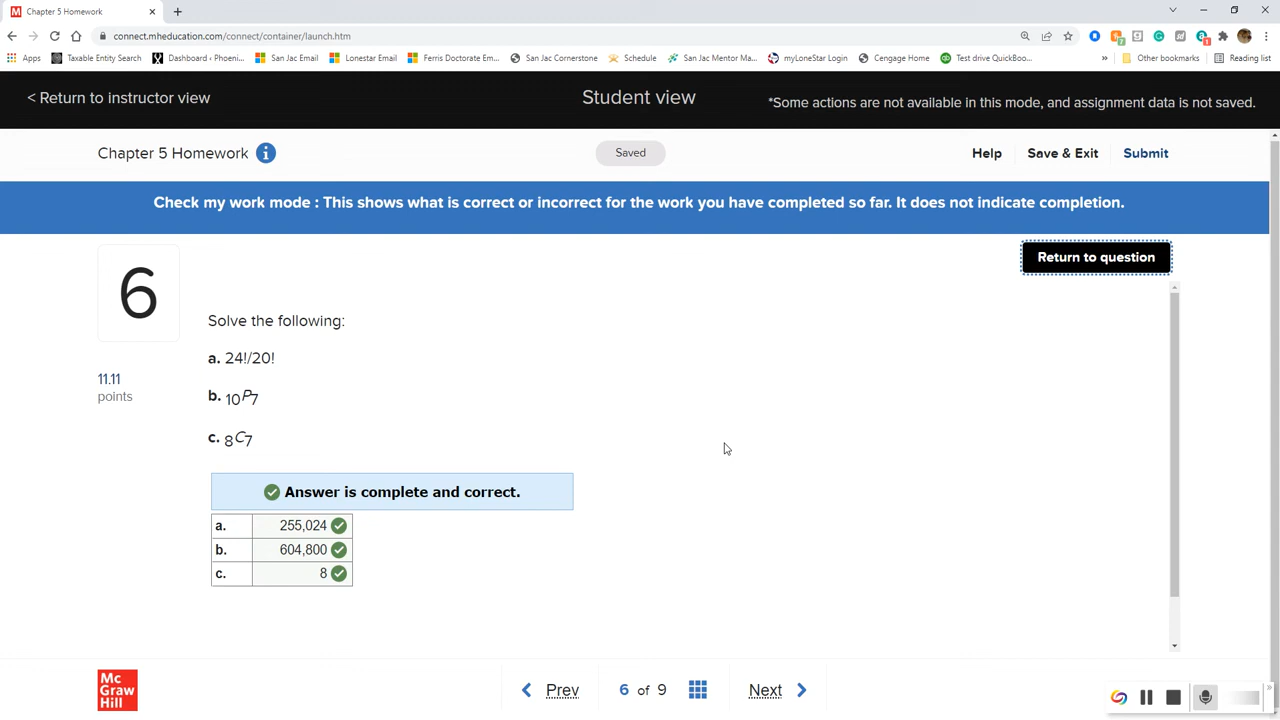 Chapter 5 Homework
connect.mheducation.com/connect/container/launch.htm
Apps Taxable Entity Search Dashboard ‹ Phoeni... San Jac Email Lonestar Email Ferris Doctorate Em... San Jac Cornerstone Schedule San Jac Mentor Ma... myLoneStar Login Cengage Home Test drive QuickBoo... » Other bookmarks Reading list
< Return to instructor view
Student view
*Some actions are not available in this mode, and assignment data is not saved.
Chapter 5 Homework
Saved
Help Save & Exit Submit
Check my work mode : This shows what is correct or incorrect for the work you have completed so far. It does not indicate completion.
Return to question
6
11.11
points
Solve the following:
a. 24!/20!
b. 10P7
c. 8C7
Answer is complete and correct.
a. 255,024
b. 604,800
c. 8
Mc
Graw
Hill
Prev 6 of 9 Next